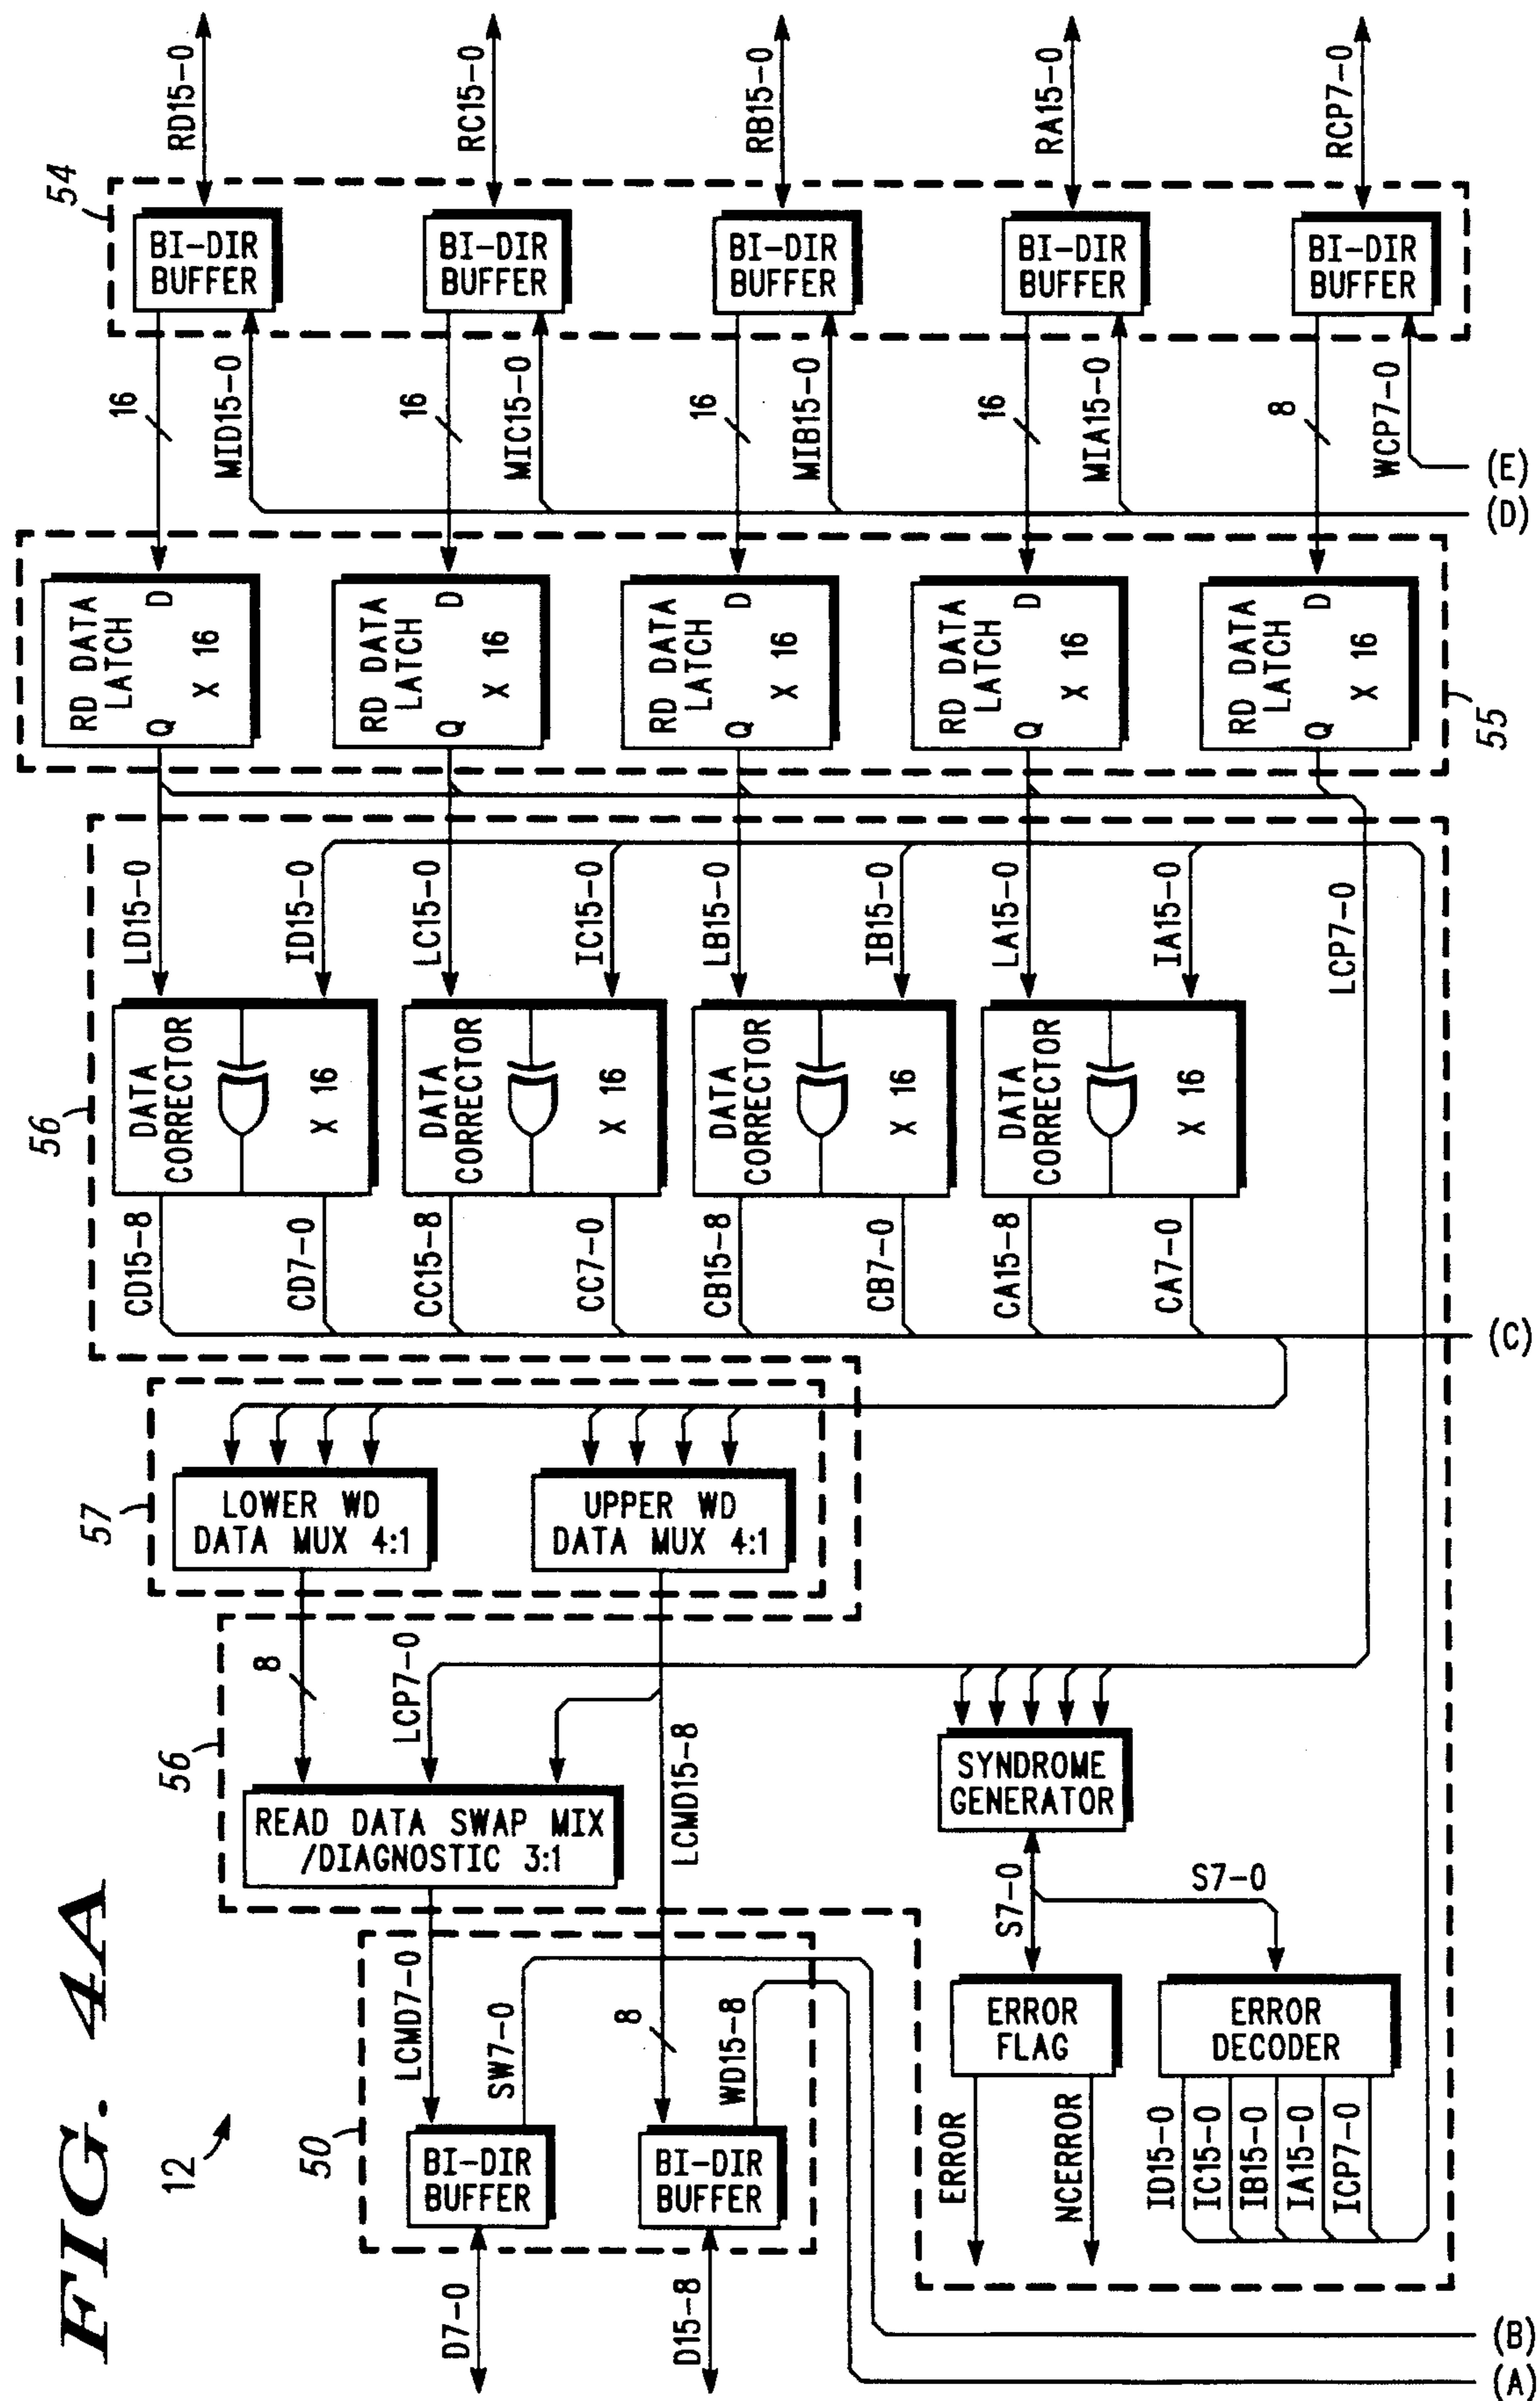 FIG. 4A
12
54
RD15-0
RC15-0
RB15-0
RA15-0
RCP7-0
BI-DIR
BUFFER
BI-DIR
BUFFER
BI-DIR
BUFFER
BI-DIR
BUFFER
BI-DIR
BUFFER
16
MID15-0
16
MIC15-0
16
MIB15-0
16
MIA15-0
8
WCP7-0
(E)
(D)
RD DATA
LATCH
Q
D
X 16
RD DATA
LATCH
Q
D
X 16
RD DATA
LATCH
Q
D
X 16
RD DATA
LATCH
Q
D
X 16
RD DATA
LATCH
Q
D
X 16
55
LD15-0
ID15-0
LC15-0
IC15-0
LB15-0
IB15-0
LA15-0
IA15-0
LCP7-0
56
DATA
CORRECTOR
X 16
DATA
CORRECTOR
X 16
DATA
CORRECTOR
X 16
DATA
CORRECTOR
X 16
CD15-8
CD7-0
CC15-8
CC7-0
CB15-8
CB7-0
CA15-8
CA7-0
(C)
57
LOWER WD
DATA MUX 4:1
UPPER WD
DATA MUX 4:1
56
8
LCP7-0
LCMD15-8
READ DATA SWAP MIX
/DIAGNOSTIC 3:1
SYNDROME
GENERATOR
S7-0
S7-0
50
LCMD7-0
SW7-0
8
WD15-8
ERROR
FLAG
ERROR
DECODER
BI-DIR
BUFFER
BI-DIR
BUFFER
ERROR
NCERROR
ID15-0
IC15-0
IB15-0
IA15-0
ICP7-0
D7-0
D15-8
(B)
(A)